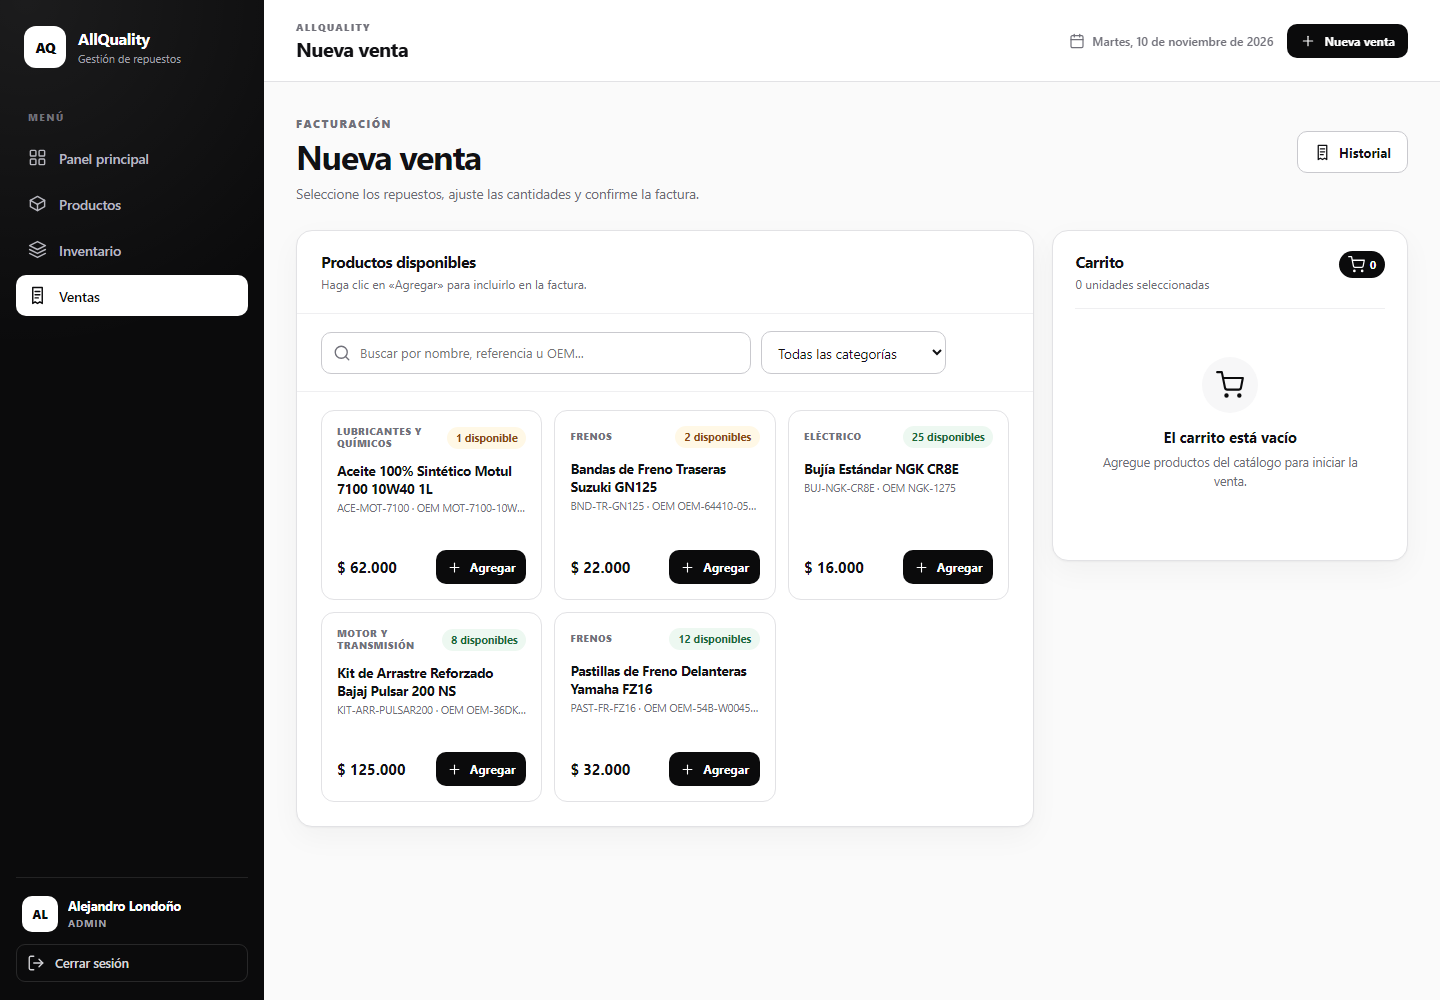 AQ
AllQuality
Gestión de repuestos
MENÚ
Panel principal
Productos
Inventario
Ventas
AL
Alejandro Londoño
ADMIN
Cerrar sesión
ALLQUALITY
Nueva venta
Martes, 10 de noviembre de 2026
Nueva venta
FACTURACIÓN
Nueva venta
Seleccione los repuestos, ajuste las cantidades y confirme la factura.
Historial
Productos disponibles
Haga clic en «Agregar» para incluirlo en la factura.
Buscar por nombre, referencia u OEM...
Todas las categorías
LUBRICANTES Y
QUÍMICOS
1 disponible
Aceite 100% Sintético Motul
7100 10W40 1L
ACE-MOT-7100 · OEM MOT-7100-10W...
$ 62.000
Agregar
FRENOS
2 disponibles
Bandas de Freno Traseras
Suzuki GN125
BND-TR-GN125 · OEM OEM-64410-05...
$ 22.000
Agregar
ELÉCTRICO
25 disponibles
Bujía Estándar NGK CR8E
BUJ-NGK-CR8E · OEM NGK-1275
$ 16.000
Agregar
MOTOR Y
TRANSMISIÓN
8 disponibles
Kit de Arrastre Reforzado
Bajaj Pulsar 200 NS
KIT-ARR-PULSAR200 · OEM OEM-36DK...
$ 125.000
Agregar
FRENOS
12 disponibles
Pastillas de Freno Delanteras
Yamaha FZ16
PAST-FR-FZ16 · OEM OEM-54B-W0045...
$ 32.000
Agregar
Carrito
0
0 unidades seleccionadas
El carrito está vacío
Agregue productos del catálogo para iniciar la
venta.